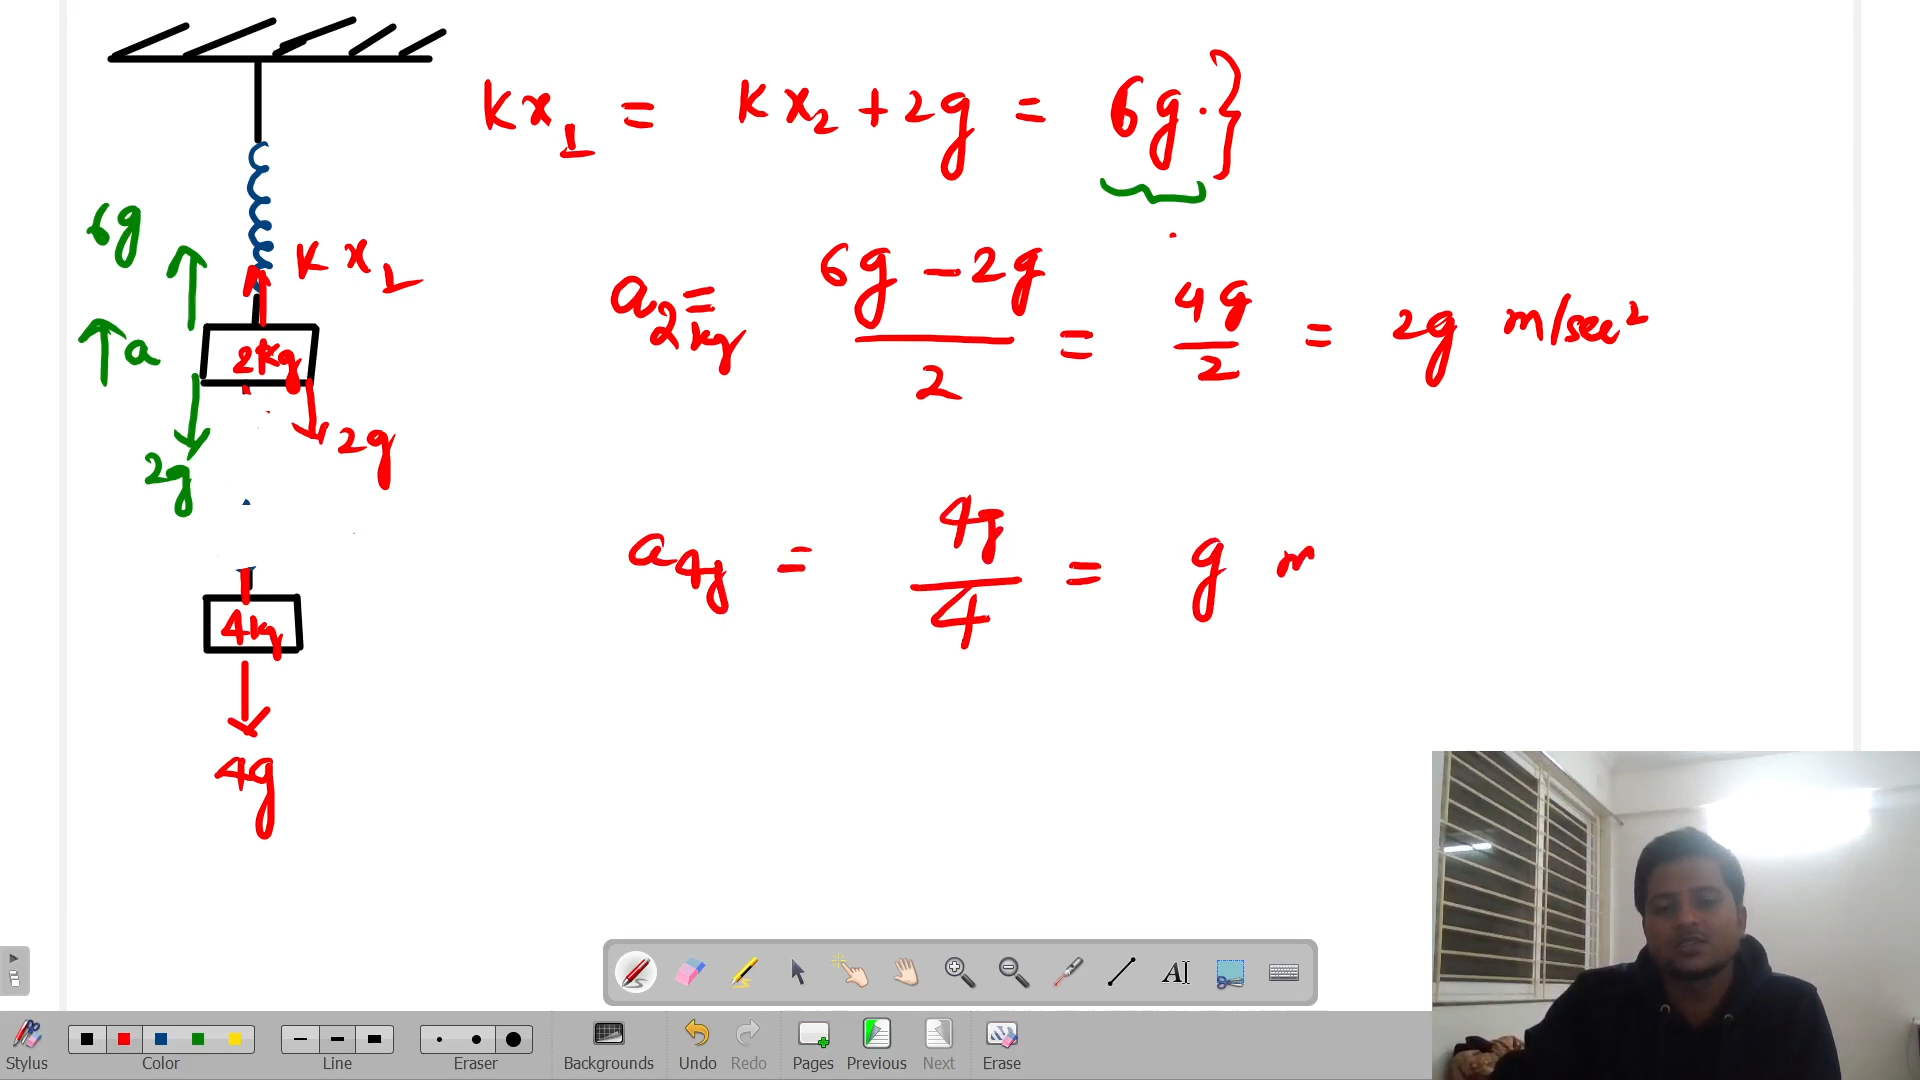 kx₁ = kx₂ + 2g = 6g.}
6g
kx₁
a
2kg
2g
2g
a₂kg = 6g - 2g / 2 = 4g / 2 = 2g m/sec²
a₄g = 4g / 4 = g m
4kg
4g
AI
Stylus
Color
Line
Eraser
Backgrounds
Undo
Redo
Pages
Previous
Next
Erase